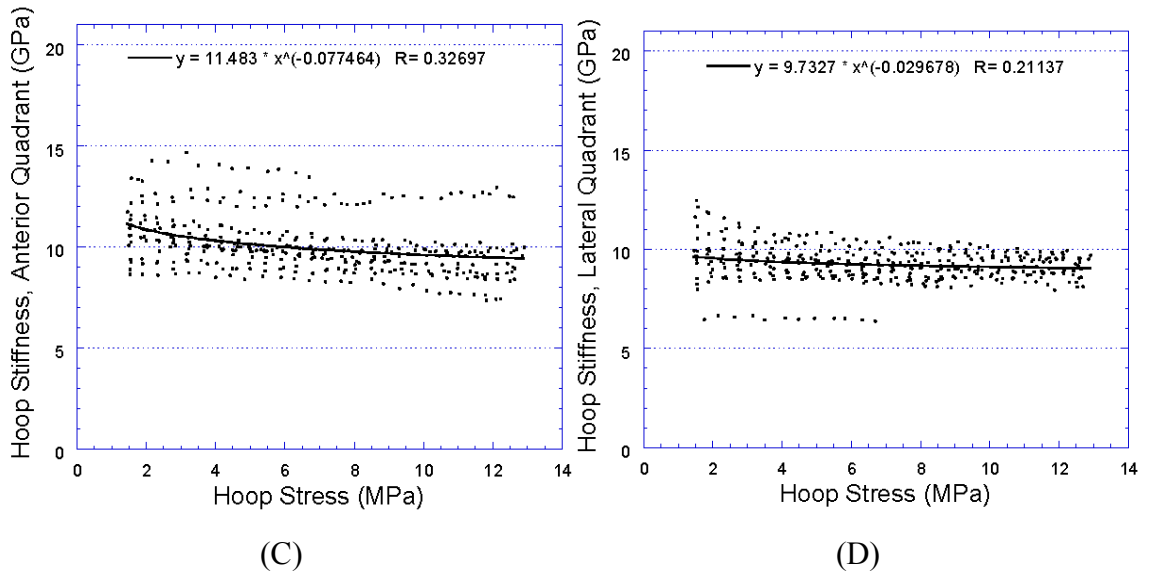 Hoop Stiffness, Anterior Quadrant (GPa)
20
15
10
5
0
y = 11.483 * x^(-0.077464) R= 0.32697
0 2 4 6 8 10 12 14
Hoop Stress (MPa)
(C)
Hoop Stiffness, Lateral Quadrant (GPa)
20
15
10
5
0
y = 9.7327 * x^(-0.029678) R= 0.21137
0 2 4 6 8 10 12 14
Hoop Stress (MPa)
(D)